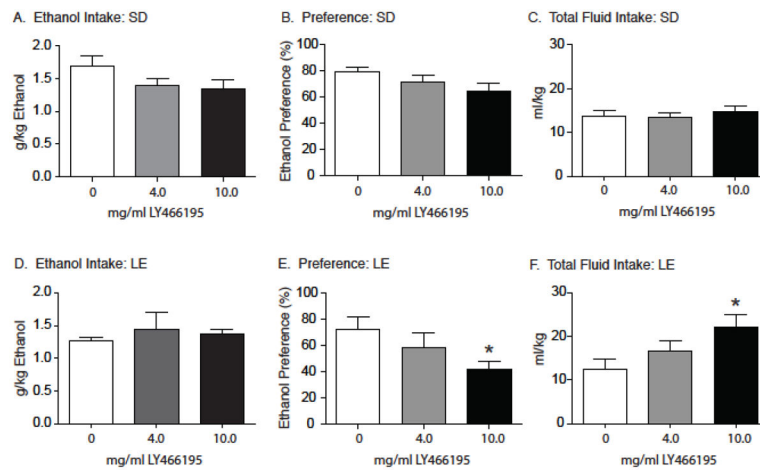 A. Ethanol Intake: SD
g/kg Ethanol
2.0
1.5
1.0
0.5
0.0
0 4.0 10.0
mg/ml LY466195
B. Preference: SD
Ethanol Preference (%)
100
80
60
40
20
0
0 4.0 10.0
mg/ml LY466195
C. Total Fluid Intake: SD
ml/kg
30
20
10
0
0 4.0 10.0
mg/ml LY466195
D. Ethanol Intake: LE
g/kg Ethanol
2.0
1.5
1.0
0.5
0.0
0 4.0 10.0
mg/ml LY466195
E. Preference: LE
Ethanol Preference (%)
100
80
60
40
20
0
*
0 4.0 10.0
mg/ml LY466195
F. Total Fluid Intake: LE
ml/kg
30
20
10
0
*
0 4.0 10.0
mg/ml LY466195